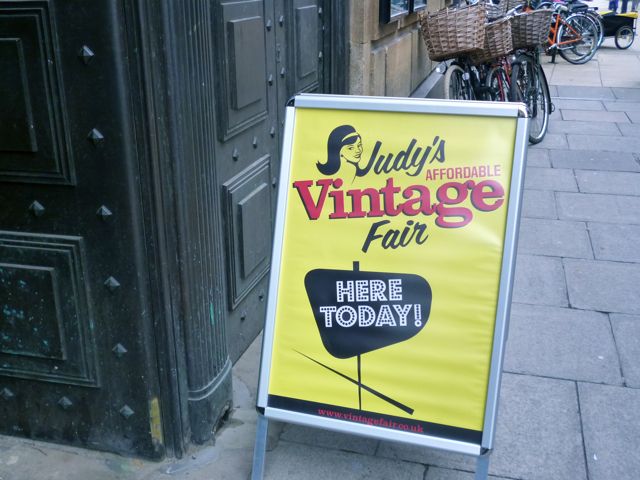 Judy's
AFFORDABLE
Vintage
Fair
HERE
TODAY!
www.vintagefair.co.uk